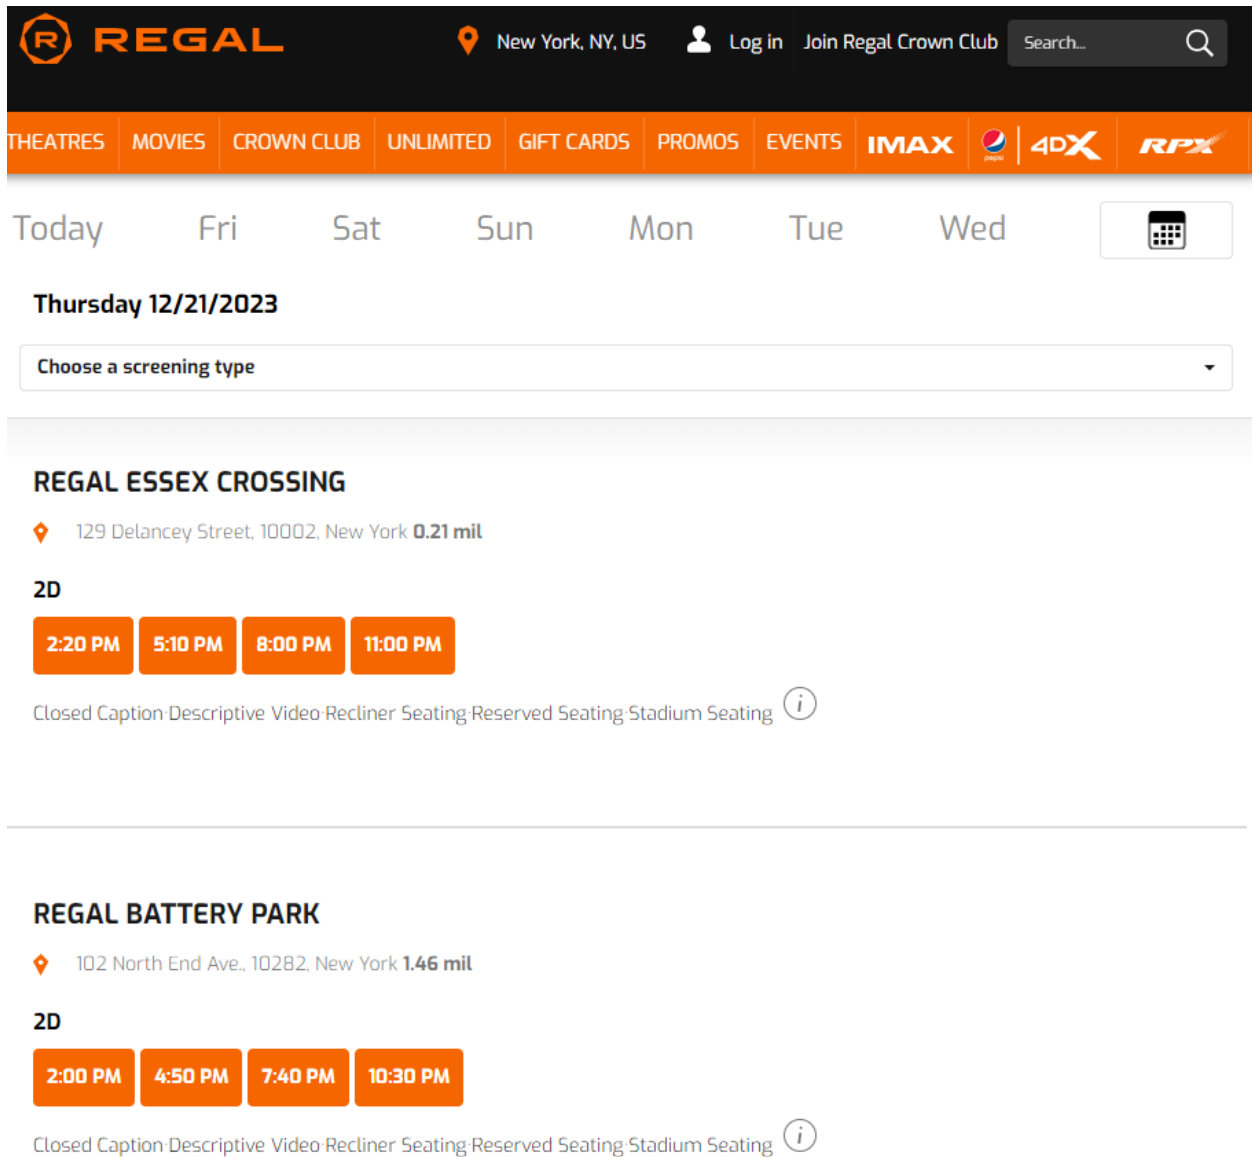 REGAL
New York, NY, US
Log in
Join Regal Crown Club
Search...
THEATRES MOVIES CROWN CLUB UNLIMITED GIFT CARDS PROMOS EVENTS IMAX pepsi 4DX RPX
Today Fri Sat Sun Mon Tue Wed
Thursday 12/21/2023
Choose a screening type
REGAL ESSEX CROSSING
129 Delancey Street, 10002, New York 0.21 mil
2D
2:20 PM 5:10 PM 8:00 PM 11:00 PM
Closed Caption·Descriptive Video·Recliner Seating·Reserved Seating·Stadium Seating i
REGAL BATTERY PARK
102 North End Ave., 10282, New York 1.46 mil
2D
2:00 PM 4:50 PM 7:40 PM 10:30 PM
Closed Caption·Descriptive Video·Recliner Seating·Reserved Seating·Stadium Seating i